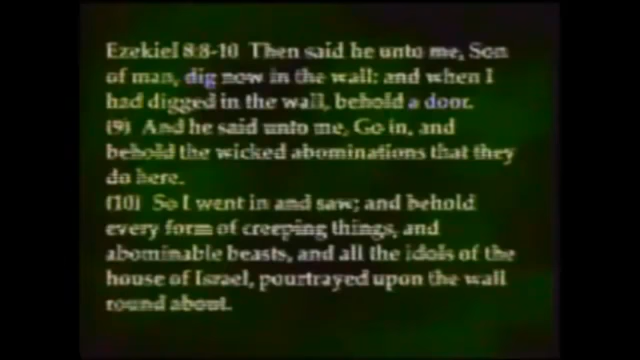 Ezekiel 8:8-10 Then said he unto me, Son
of man, dig now in the wall: and when I
had digged in the wall, behold a door.
(9) And he said unto me, Go in, and
behold the wicked abominations that they
do here.
(10) So I went in and saw; and behold
every form of creeping things, and
abominable beasts, and all the idols of the
house of Israel, pourtrayed upon the wall
round about.